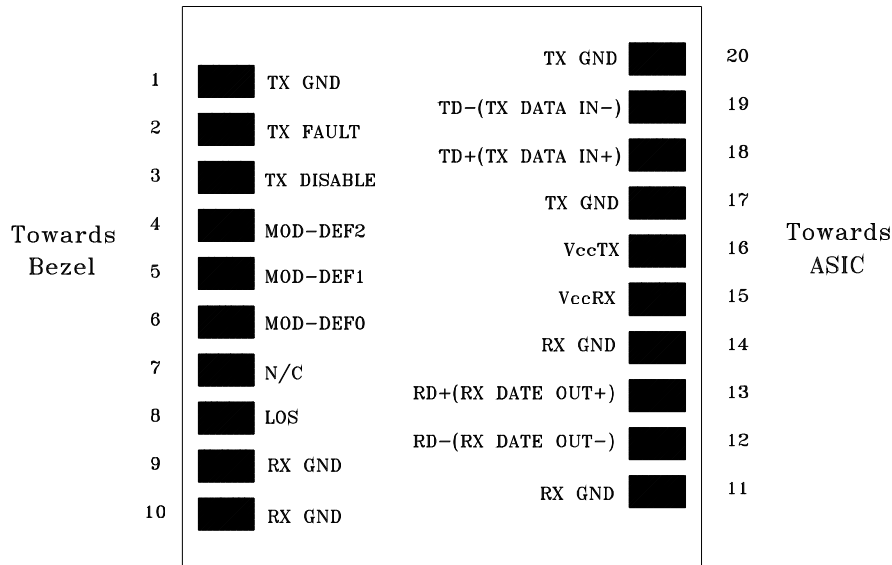 Towards
Bezel
1 TX GND
2 TX FAULT
3 TX DISABLE
4 MOD-DEF2
5 MOD-DEF1
6 MOD-DEF0
7 N/C
8 LOS
9 RX GND
10 RX GND
TX GND 20
TD-(TX DATA IN-) 19
TD+(TX DATA IN+) 18
TX GND 17
VccTX 16
VccRX 15
RX GND 14
RD+(RX DATE OUT+) 13
RD-(RX DATE OUT-) 12
RX GND 11
Towards
ASIC